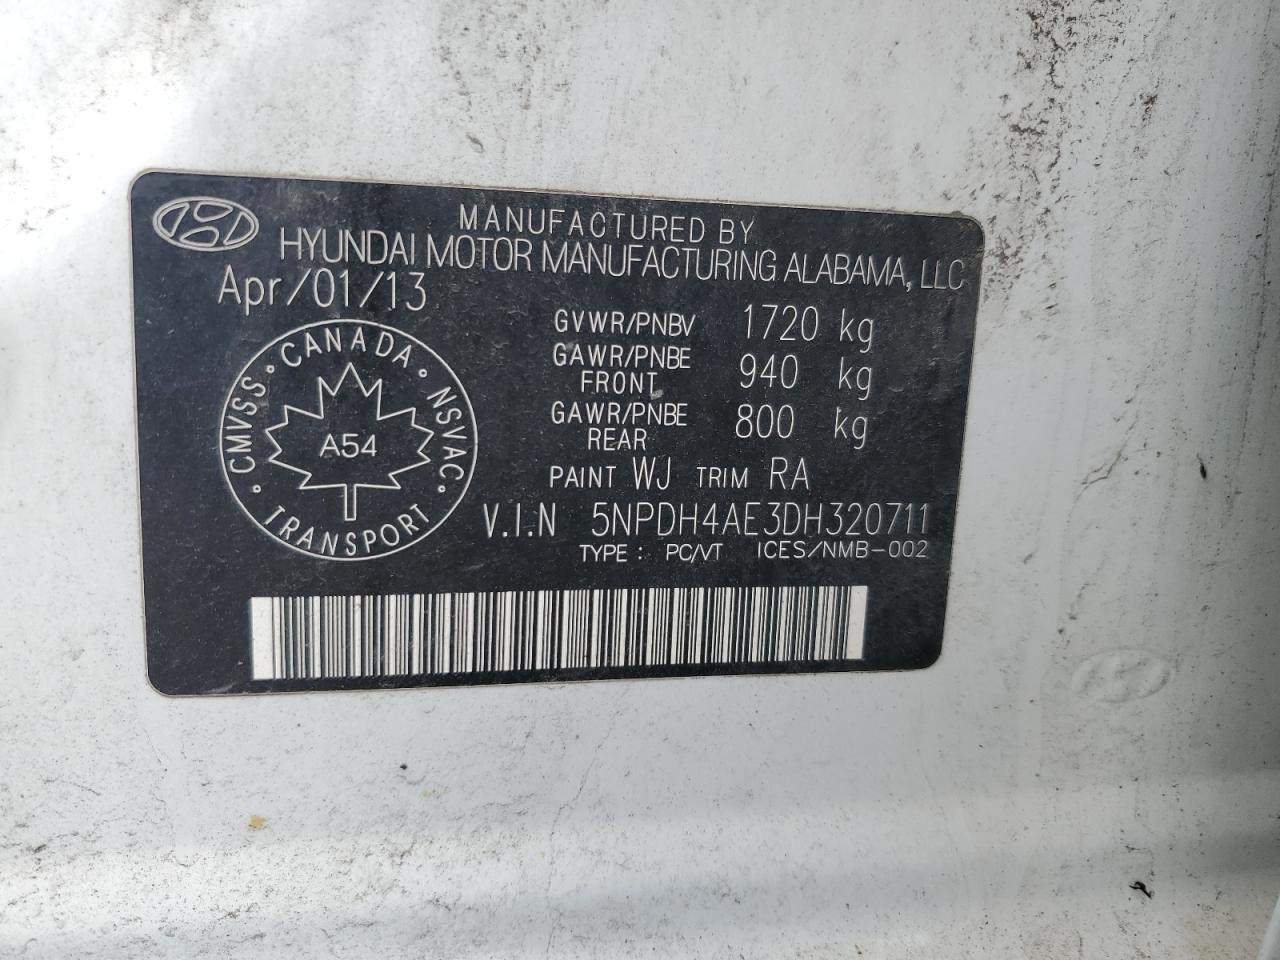 MANUFACTURED BY
HYUNDAI MOTOR MANUFACTURING ALABAMA, LLC
Apr/01/13
GVWR/PNBV 1720 kg
GAWR/PNBE FRONT 940 kg
GAWR/PNBE REAR 800 kg
PAINT WJ TRIM RA
V.I.N 5NPDH4AE3DH320711
TYPE : PC/VT ICES/NMB-002
CMVSS · CANADA · NSVAC · TRANSPORT ·
A54